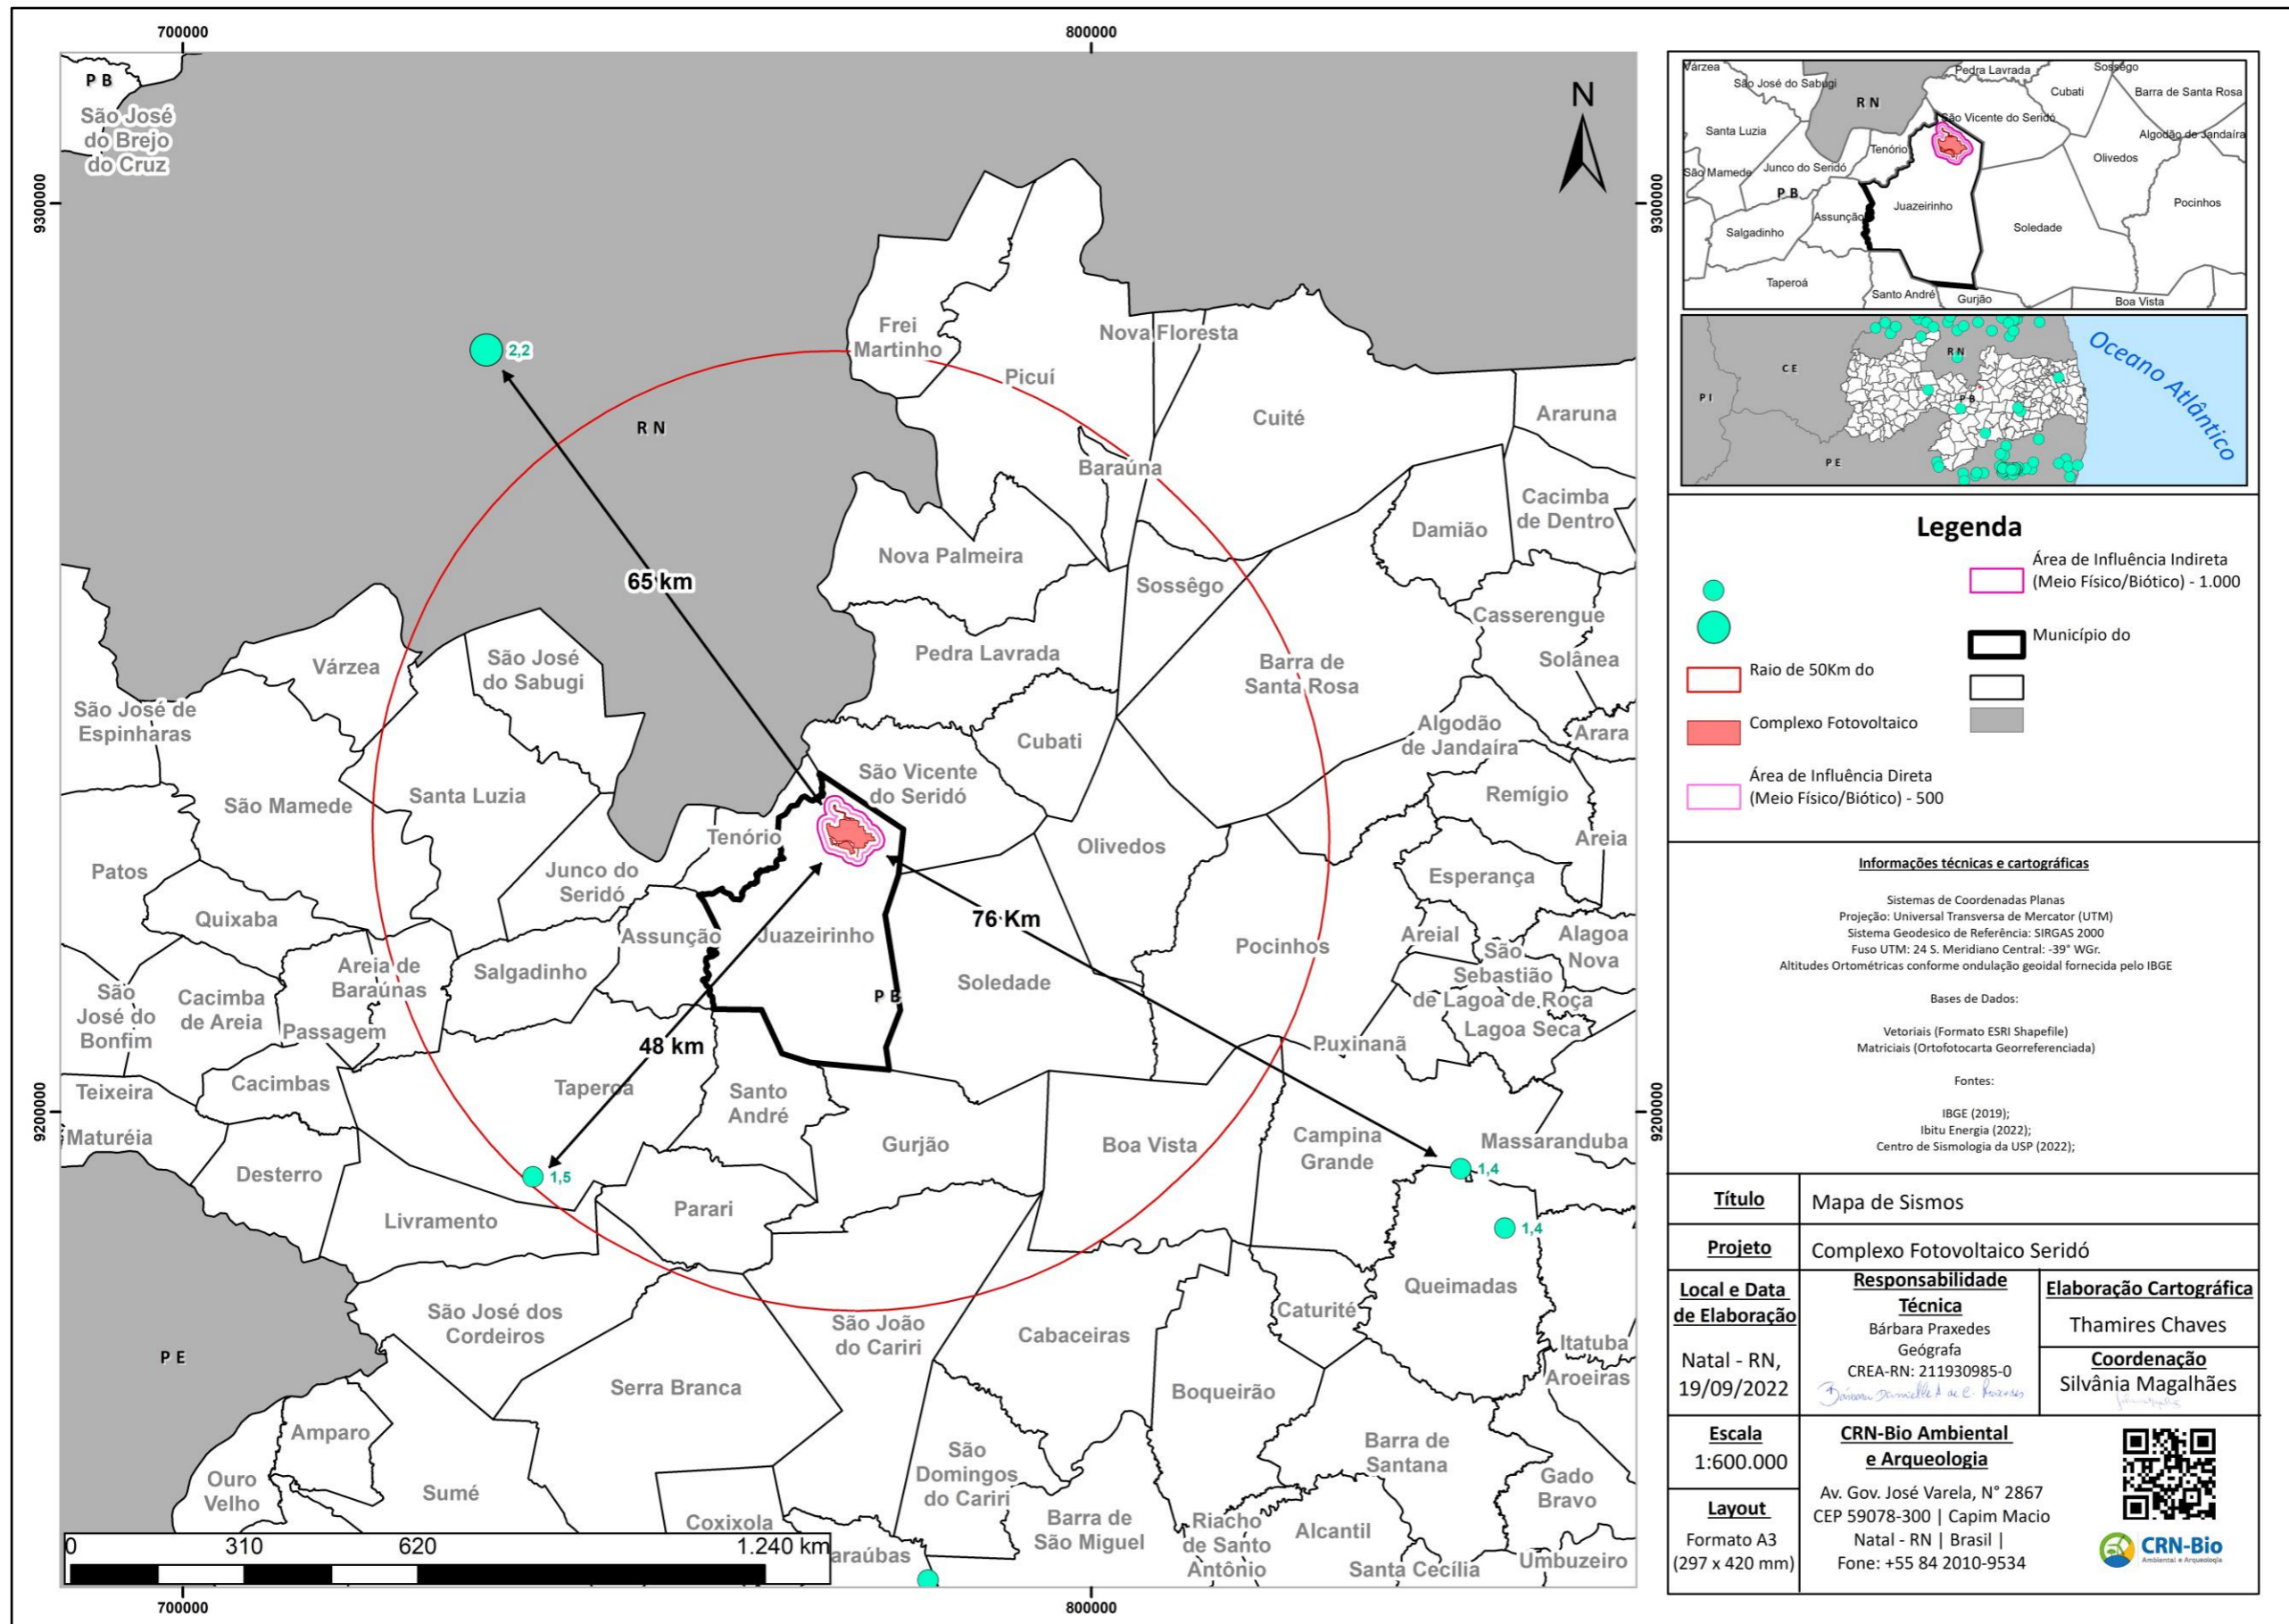 700000
800000
9300000
9300000
9200000
9200000
700000
800000
N
P B
São José
do Brejo
do Cruz
2,2
R N
Frei
Martinho
Nova Floresta
Picuí
Cuité
Araruna
Baraúna
Cacimba
de Dentro
Damião
Nova Palmeira
65 km
Sossêgo
Casserengue
Pedra Lavrada
Barra de
Santa Rosa
Solânea
Várzea
São José
do Sabugi
São José de
Espinharas
Cubati
Algodão
de Jandaíra
Arara
São Vicente
do Seridó
São Mamede
Santa Luzia
Remígio
Tenório
Olivedos
Areia
Patos
Junco do
Seridó
Esperança
Quixaba
76 Km
Assunção
Juazeirinho
Pocinhos
Areial
Alagoa
Nova
Areia de
Baraúnas
Salgadinho
Soledade
São
Sebastião
de Lagoa de Roça
São
José do
Bonfim
Cacimba
de Areia
Passagem
P B
Lagoa Seca
48 km
Puxinanã
Teixeira
Cacimbas
Taperoá
Santo
André
Maturéia
Gurjão
Boa Vista
Campina
Grande
Massaranduba
Desterro
1,5
1,4
Livramento
Parari
1,4
Queimadas
São José dos
Cordeiros
São João
do Cariri
Cabaceiras
Caturité
Itatuba
P E
Serra Branca
Boqueirão
Aroeiras
Amparo
São
Domingos
do Cariri
Barra de
Santana
Ouro
Velho
Sumé
Gado
Bravo
Coxixola
Barra de
São Miguel
Riacho
de Santo
Antônio
Alcantil
araúbas
Santa Cecília
Umbuzeiro
0 310 620 1.240 km
Várzea
São José do Sabugi
Pedra Lavrada
Sossêgo
R N
Cubati
Barra de Santa Rosa
São Vicente do Seridó
Santa Luzia
Algodão de Jandaíra
Tenório
Olivedos
São Mamede
Junco do Seridó
P B
Assunção
Juazeirinho
Pocinhos
Salgadinho
Soledade
Taperoá
Santo André
Gurjão
Boa Vista
Oceano Atlântico
R N
C E
P I
P B
P E
Legenda
Área de Influência Indireta
(Meio Físico/Biótico) - 1.000
Município do
Raio de 50Km do
Complexo Fotovoltaico
Área de Influência Direta
(Meio Físico/Biótico) - 500
Informações técnicas e cartográficas
Sistemas de Coordenadas Planas
Projeção: Universal Transversa de Mercator (UTM)
Sistema Geodesico de Referência: SIRGAS 2000
Fuso UTM: 24 S. Meridiano Central: -39° WGr.
Altitudes Ortométricas conforme ondulação geoidal fornecida pelo IBGE
Bases de Dados:
Vetoriais (Formato ESRI Shapefile)
Matriciais (Ortofotocarta Georreferenciada)
Fontes:
IBGE (2019);
Ibitu Energia (2022);
Centro de Sismologia da USP (2022);
Título
Mapa de Sismos
Projeto
Complexo Fotovoltaico Seridó
Local e Data
de Elaboração
Natal - RN,
19/09/2022
Responsabilidade
Técnica
Bárbara Praxedes
Geógrafa
CREA-RN: 211930985-0
Elaboração Cartográfica
Thamires Chaves
Coordenação
Silvânia Magalhães
Escala
1:600.000
Layout
Formato A3
(297 x 420 mm)
CRN-Bio Ambiental
e Arqueologia
Av. Gov. José Varela, N° 2867
CEP 59078-300 | Capim Macio
Natal - RN | Brasil |
Fone: +55 84 2010-9534
CRN-Bio
Ambiental e Arqueologia